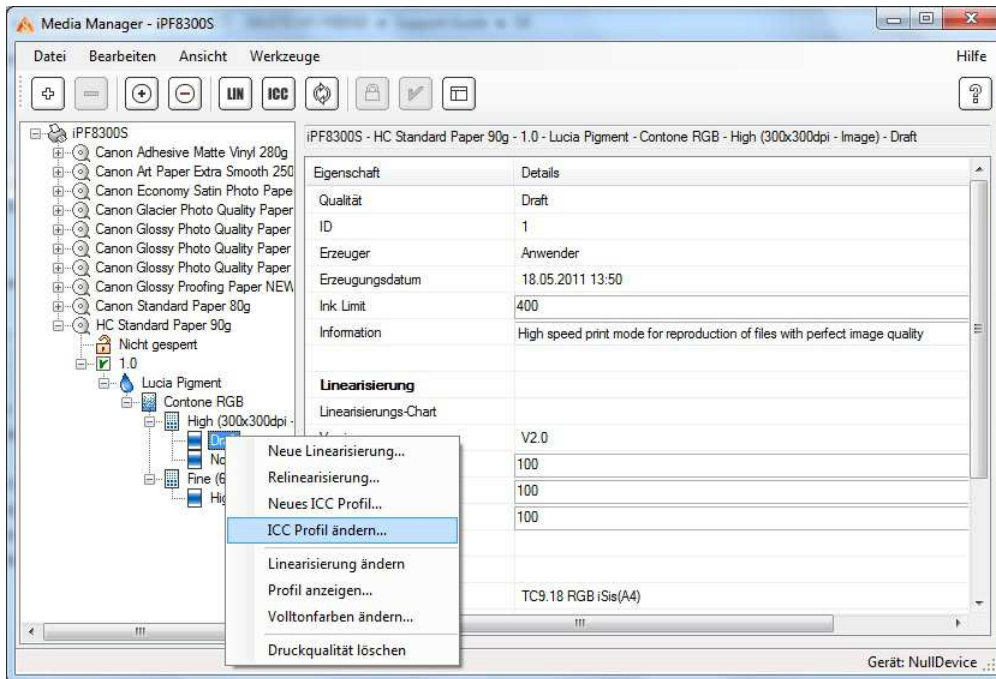 Media Manager - iPF8300S
Datei Bearbeiten Ansicht Werkzeuge Hilfe
LIN ICC
iPF8300S
Canon Adhesive Matte Vinyl 280g
Canon Art Paper Extra Smooth 250
Canon Economy Satin Photo Pape
Canon Glacier Photo Quality Paper
Canon Glossy Photo Quality Paper
Canon Glossy Photo Quality Paper
Canon Glossy Photo Quality Paper
Canon Glossy Proofing Paper NEW
Canon Standard Paper 80g
HC Standard Paper 90g
Nicht gesperrt
1.0
Lucia Pigment
Contone RGB
High (300x300dpi -
Dra
No
Fine (6
Hig
iPF8300S - HC Standard Paper 90g - 1.0 - Lucia Pigment - Contone RGB - High (300x300dpi - Image) - Draft
Eigenschaft Details
Qualität Draft
ID 1
Erzeuger Anwender
Erzeugungsdatum 18.05.2011 13:50
Ink Limit 400
Information High speed print mode for reproduction of files with perfect image quality
Linearisierung
Linearisierungs-Chart
V2.0
100
100
100
TC9.18 RGB iSis(A4)
Neue Linearisierung...
Relinearisierung...
Neues ICC Profil...
ICC Profil ändern...
Linearisierung ändern
Profil anzeigen...
Volltonfarben ändern...
Druckqualität löschen
Gerät: NullDevice